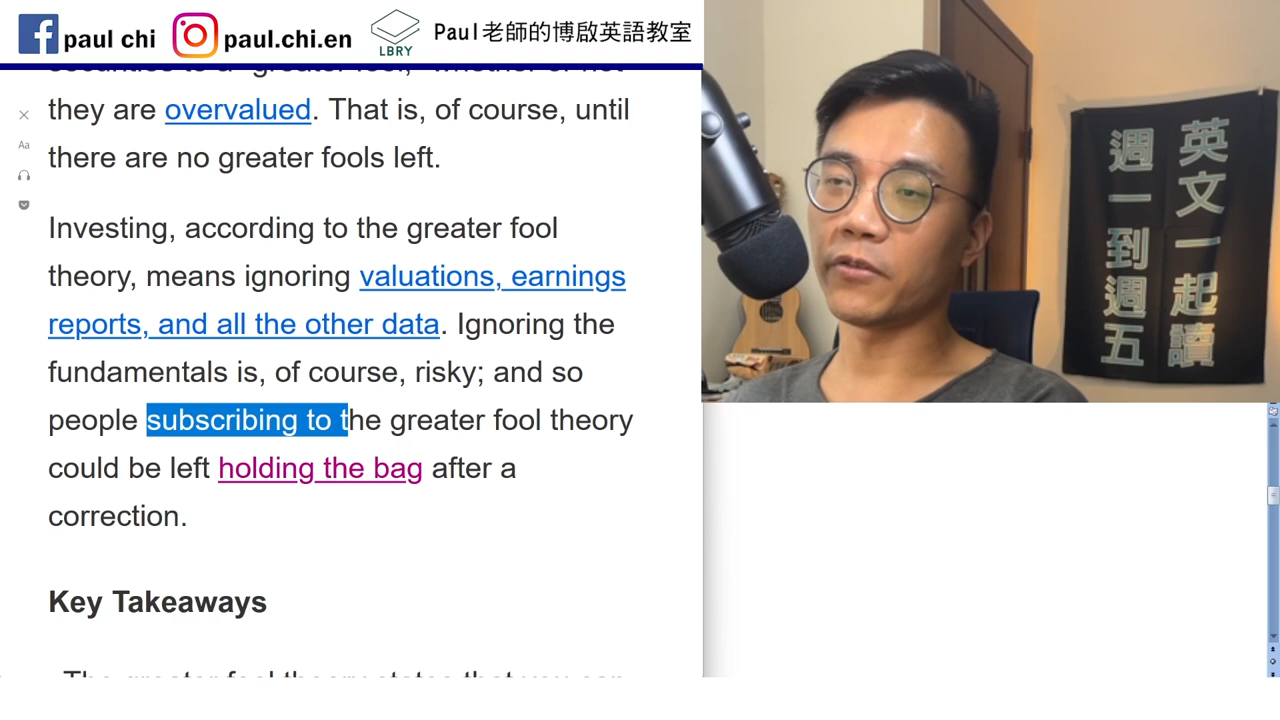 paul chi
paul.chi.en
LBRY
Paul老師的博啟英語教室
they are overvalued. That is, of course, until
there are no greater fools left.
Investing, according to the greater fool
theory, means ignoring valuations, earnings
reports, and all the other data. Ignoring the
fundamentals is, of course, risky; and so
people subscribing to the greater fool theory
could be left holding the bag after a
correction.
Key Takeaways
Aa
英文一起讀
週一到週五